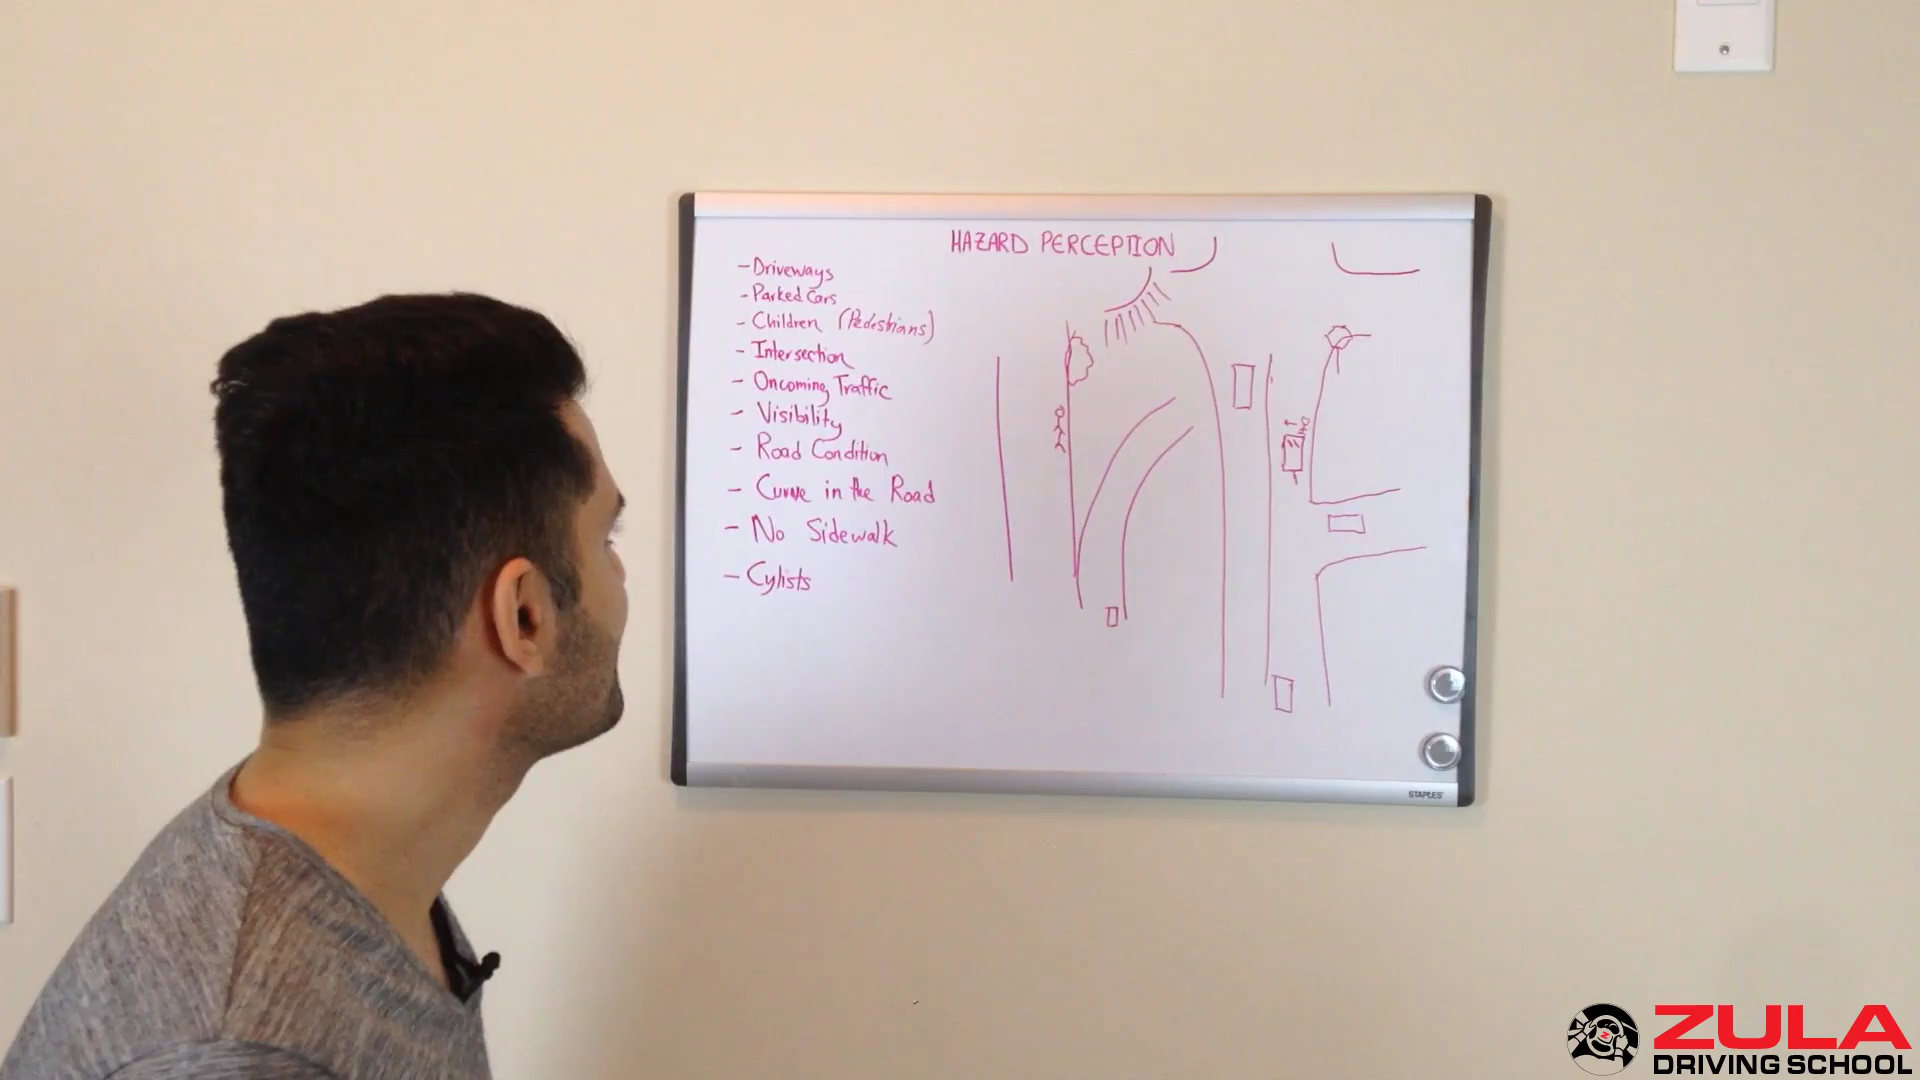 HAZARD PERCEPTION
- Driveways
- Parked Cars
- Children (Pedestrians)
- Intersection
- Oncoming Traffic
- Visibility
- Road Condition
- Curve in the Road
- No Sidewalk
- Cylists
STAPLES
ZULA
DRIVING SCHOOL